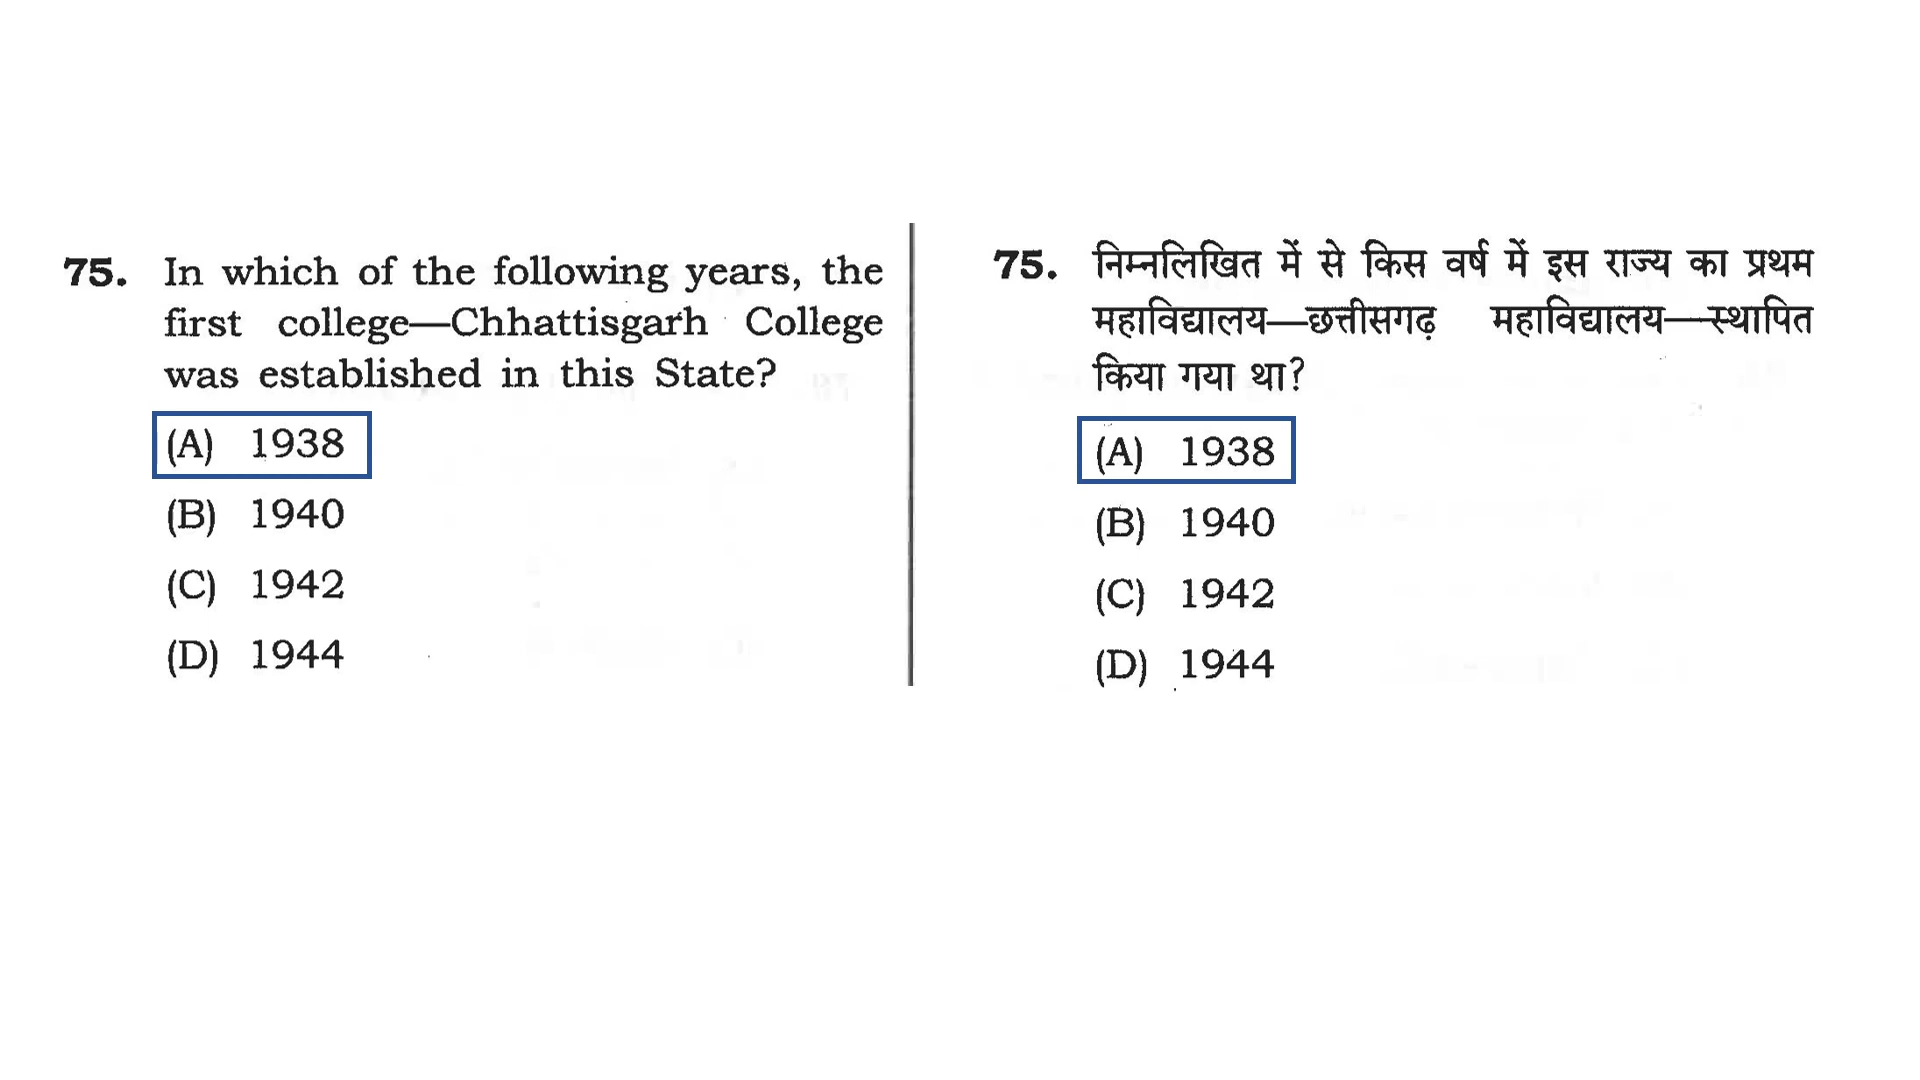 75. In which of the following years, the
first college—Chhattisgarh College
was established in this State?
(A) 1938
(B) 1940
(C) 1942
(D) 1944
75. निम्नलिखित में से किस वर्ष में इस राज्य का प्रथम
महाविद्यालय—छत्तीसगढ़ महाविद्यालय—स्थापित
किया गया था?
(A) 1938
(B) 1940
(C) 1942
(D) 1944